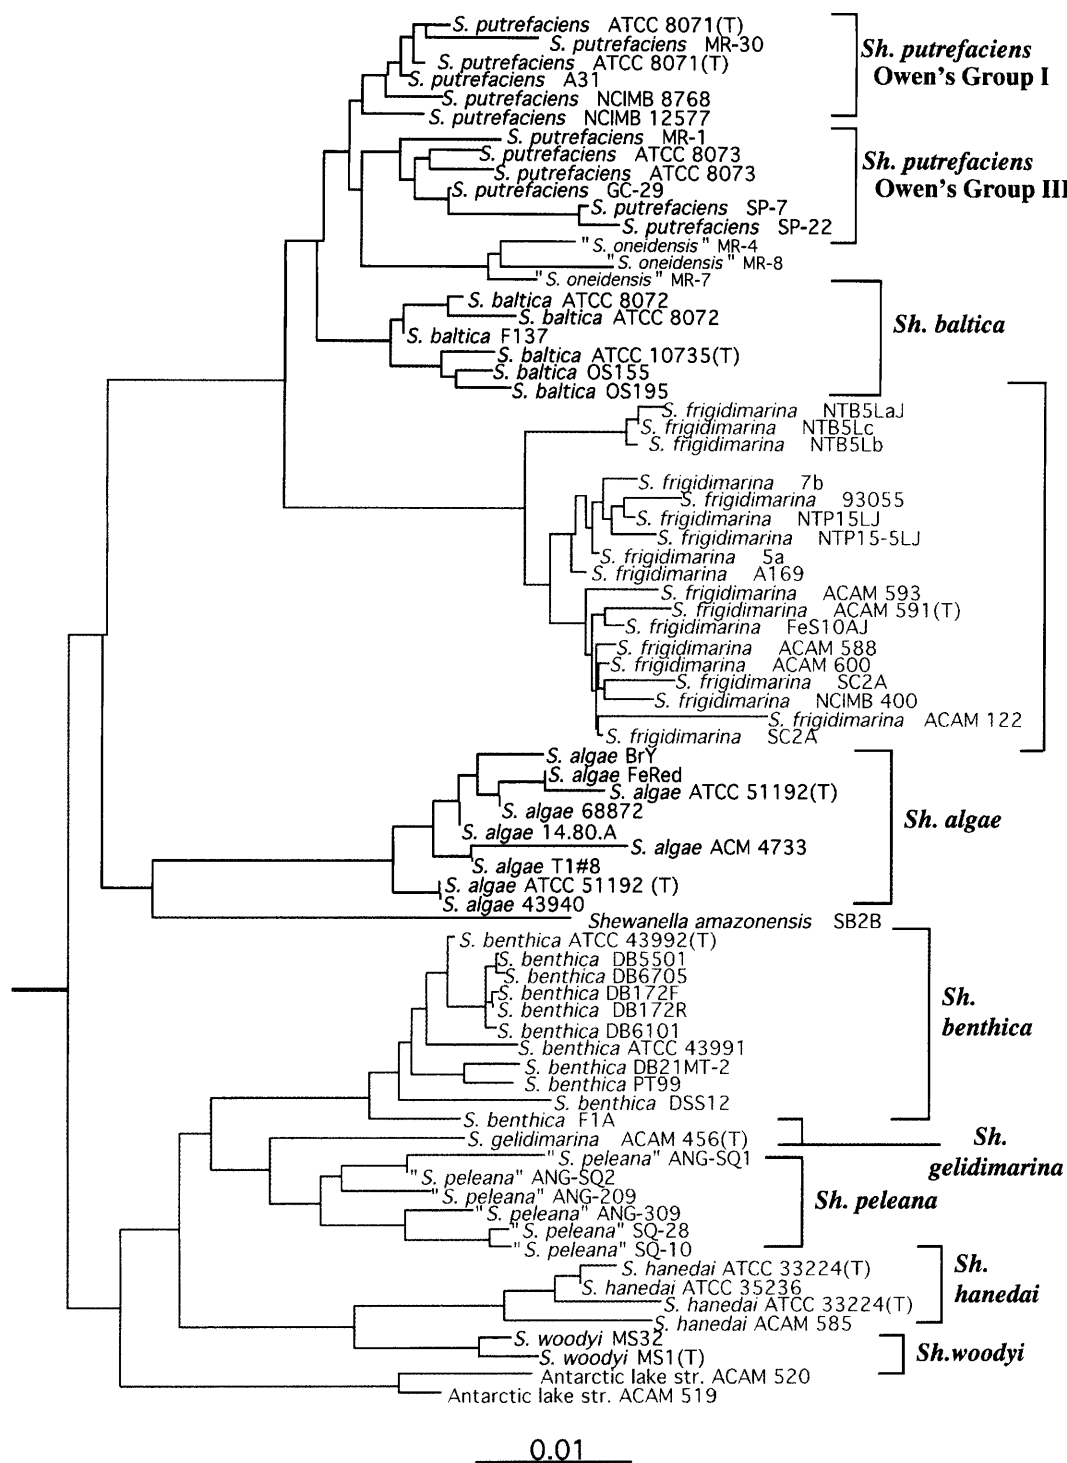 S. putrefaciens ATCC 8071(T)
S. putrefaciens MR-30
S. putrefaciens ATCC 8071(T)
S. putrefaciens A31
S. putrefaciens NCIMB 8768
S. putrefaciens NCIMB 12577
Sh. putrefaciens
Owen's Group I
S. putrefaciens MR-1
S. putrefaciens ATCC 8073
S. putrefaciens ATCC 8073
S. putrefaciens GC-29
S. putrefaciens SP-7
S. putrefaciens SP-22
Sh. putrefaciens
Owen's Group III
"S. oneidensis" MR-4
"S. oneidensis" MR-8
"S. oneidensis" MR-7
S. baltica ATCC 8072
S. baltica ATCC 8072
S. baltica F137
S. baltica ATCC 10735(T)
S. baltica OS155
S. baltica OS195
Sh. baltica
S. frigidimarina NTB5LaJ
S. frigidimarina NTB5Lc
S. frigidimarina NTB5Lb
S. frigidimarina 7b
S. frigidimarina 93055
S. frigidimarina NTP15LJ
S. frigidimarina NTP15-5LJ
S. frigidimarina 5a
S. frigidimarina A169
S. frigidimarina ACAM 593
S. frigidimarina ACAM 591(T)
S. frigidimarina FeS10AJ
S. frigidimarina ACAM 588
S. frigidimarina ACAM 600
S. frigidimarina SC2A
S. frigidimarina NCIMB 400
S. frigidimarina ACAM 122
S. frigidimarina SC2A
S. algae BrY
S. algae FeRed
S. algae ATCC 51192(T)
S. algae 68872
S. algae 14.80.A
S. algae ACM 4733
S. algae T1#8
S. algae ATCC 51192 (T)
S. algae 43940
Sh. algae
Shewanella amazonensis SB2B
S. benthica ATCC 43992(T)
S. benthica DB5501
S. benthica DB6705
S. benthica DB172F
S. benthica DB172R
S. benthica DB6101
S. benthica ATCC 43991
S. benthica DB21MT-2
S. benthica PT99
S. benthica DSS12
S. benthica F1A
Sh.
benthica
S. gelidimarina ACAM 456(T)
Sh.
gelidimarina
"S. peleana" ANG-SQ1
"S. peleana" ANG-SQ2
"S. peleana" ANG-209
"S. peleana" ANG-309
"S. peleana" SQ-28
"S. peleana" SQ-10
Sh. peleana
S. hanedai ATCC 33224(T)
S. hanedai ATCC 35236
S. hanedai ATCC 33224(T)
S. hanedai ACAM 585
Sh.
hanedai
S. woodyi MS32
S. woodyi MS1(T)
Sh.woodyi
Antarctic lake str. ACAM 520
Antarctic lake str. ACAM 519
0.01